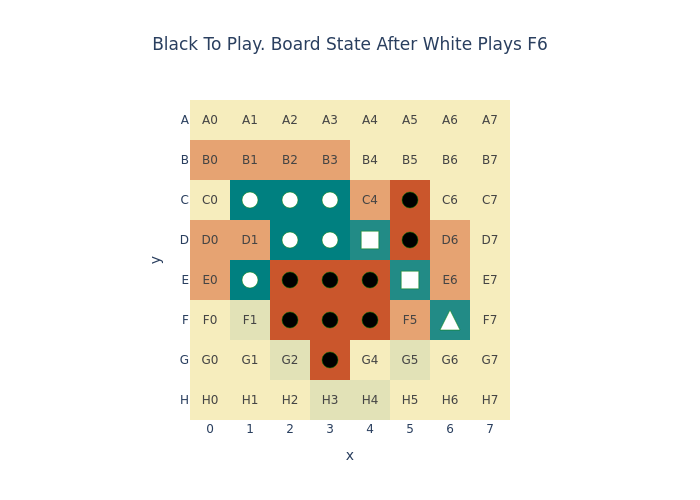 Black To Play. Board State After White Plays F6
A A0 A1 A2 A3 A4 A5 A6 A7
B B0 B1 B2 B3 B4 B5 B6 B7
C C0 C4 C6 C7
D D0 D1 D6 D7
E E0 E6 E7
F F0 F1 F5 F7
G G0 G1 G2 G4 G5 G6 G7
H H0 H1 H2 H3 H4 H5 H6 H7
0 1 2 3 4 5 6 7
x
y